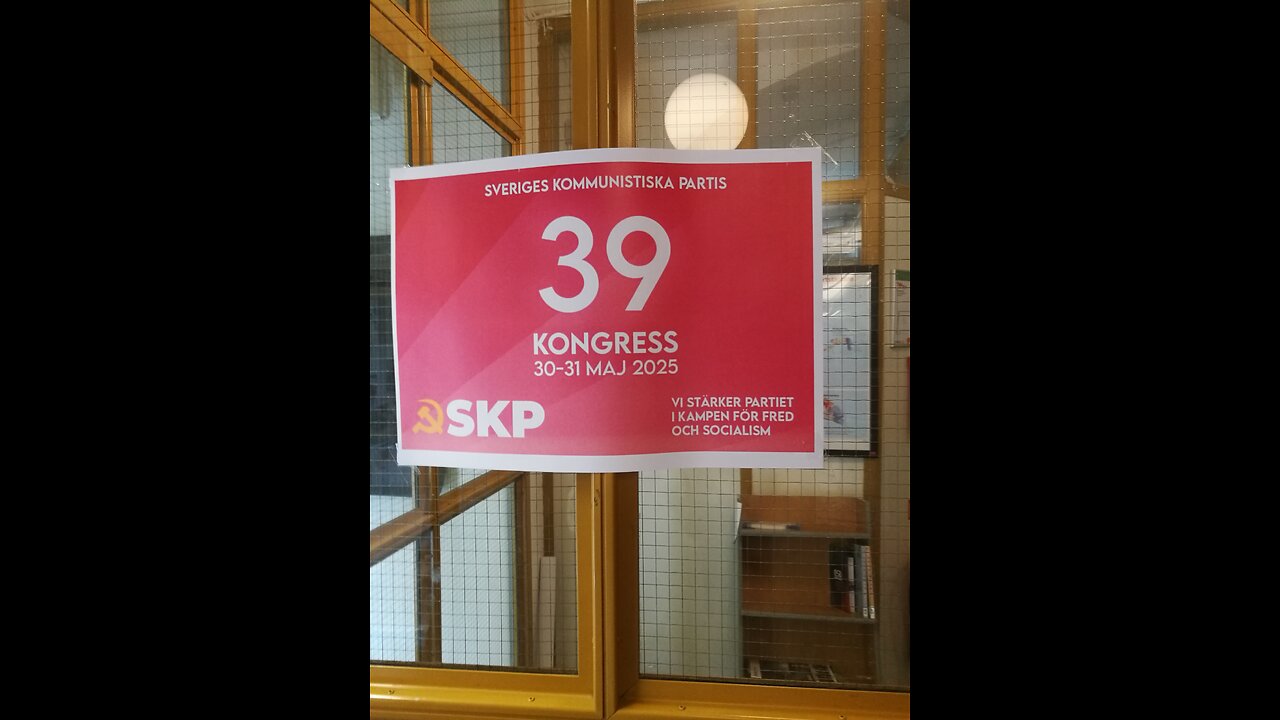 SVERIGES KOMMUNISTISKA PARTIS
39
KONGRESS
30-31 MAJ 2025
SKP
VI STÄRKER PARTIET
I KAMPEN FÖR FRED
OCH SOCIALISM